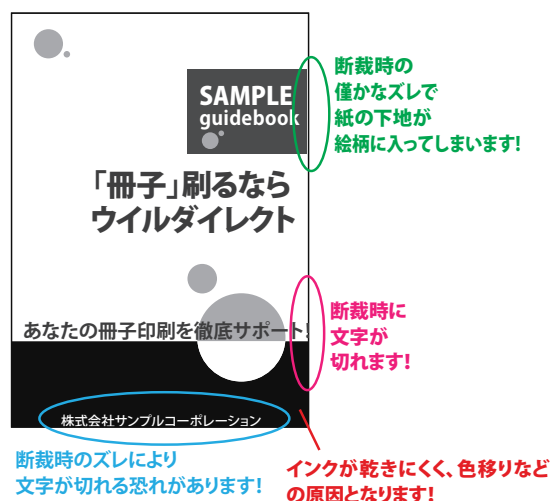 SAMPLE
guidebook
「冊子」刷るなら
ウイルダイレクト
あなたの冊子印刷を徹底サポート!
株式会社サンプルコーポレーション
断裁時の
僅かなズレで
紙の下地が
絵柄に入ってしまいます!
断裁時に
文字が
切れます!
断裁時のズレにより
文字が切れる恐れがあります!
インクが乾きにくく、色移りなど
の原因となります!